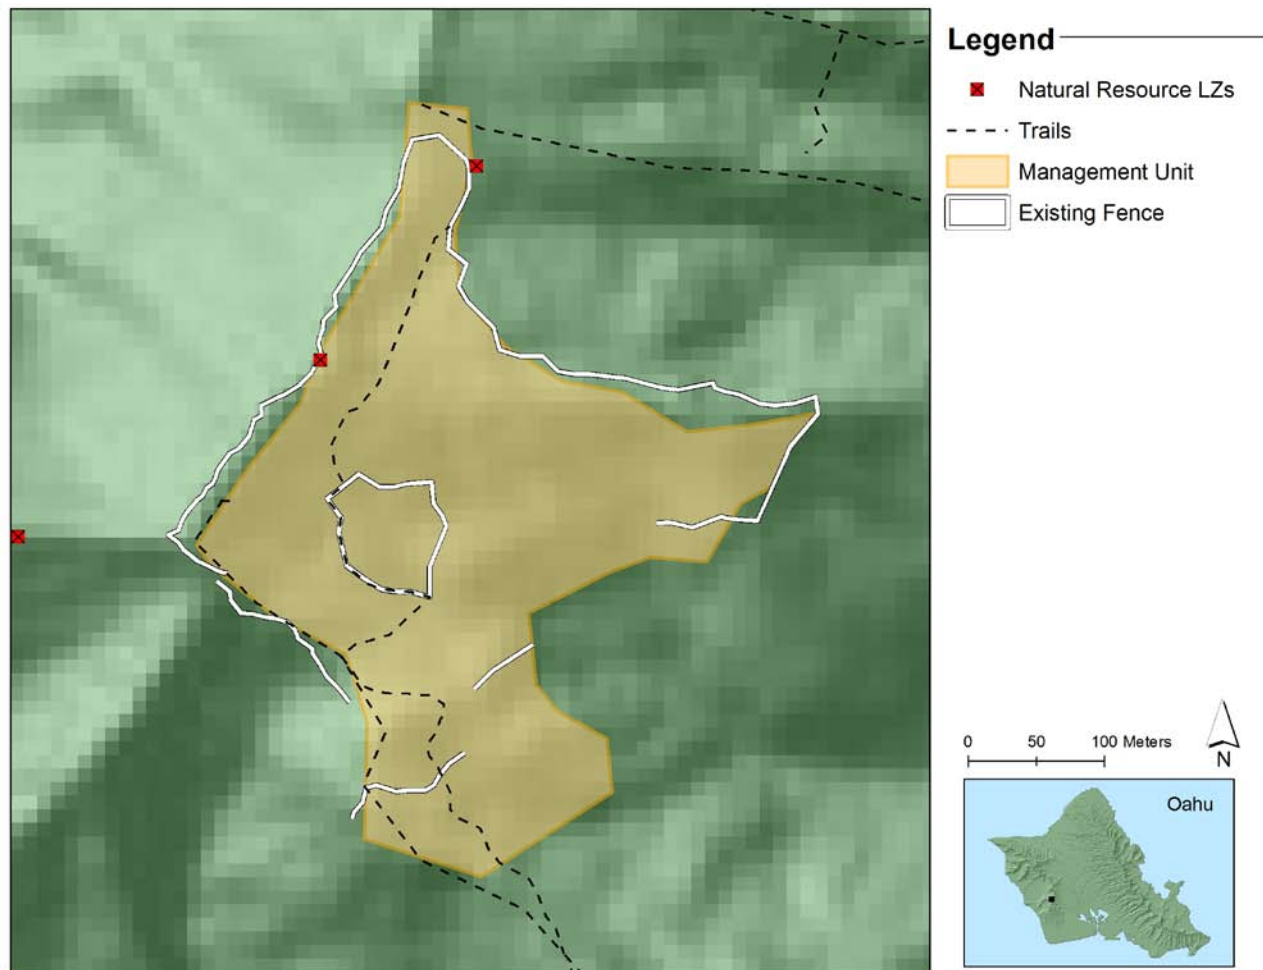 Legend
Natural Resource LZs
Trails
Management Unit
Existing Fence
0 50 100 Meters
N
Oahu